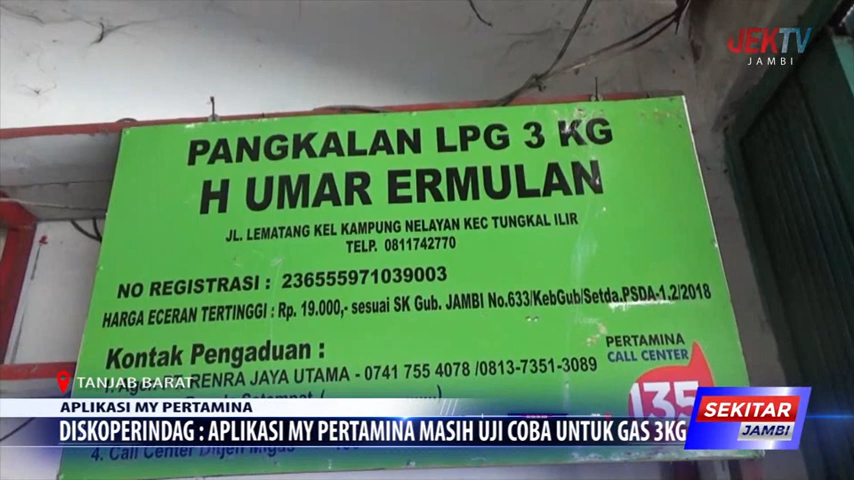 JEKTV
JAMBI
PANGKALAN LPG 3 KG
H UMAR ERMULAN
JL. LEMATANG KEL KAMPUNG NELAYAN KEC TUNGKAL ILIR
TELP. 0811742770
NO REGISTRASI : 236555971039003
HARGA ECERAN TERTINGGI : Rp. 19.000,- sesuai SK Gub. JAMBI No.633/KebGub/Setda.PSDA-1.2/2018
Kontak Pengaduan :
PERTAMINA
CALL CENTER
135
RENRA JAYA UTAMA - 0741 755 4078 /0813-7351-3089
TANJAB BARAT
APLIKASI MY PERTAMINA
DISKOPERINDAG : APLIKASI MY PERTAMINA MASIH UJI COBA UNTUK GAS 3KG
SEKITAR
JAMBI
4. Call Center Ditjen Migas